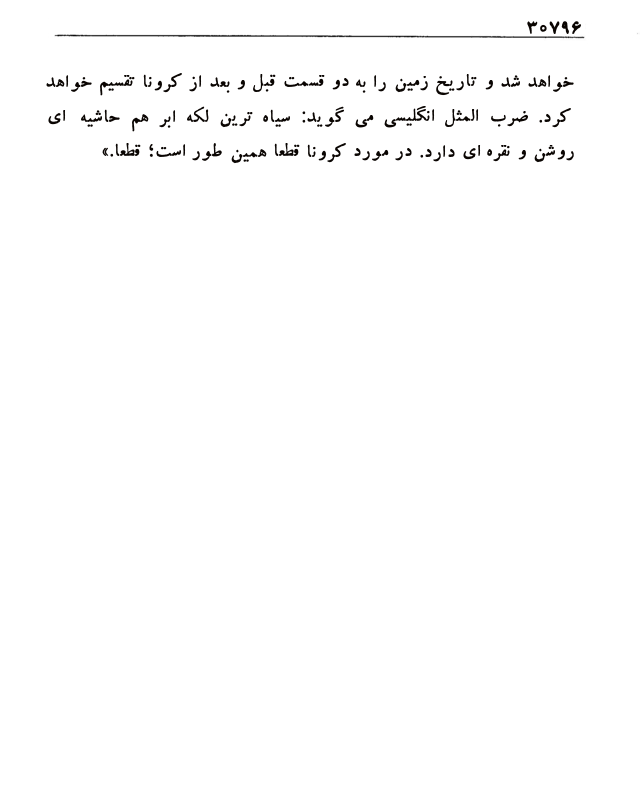 ۳۰۷۹۶
خواهد شد و تاریخ زمین را به دو قسمت قبل و بعد از کرونا تقسیم خواهد
کرد. ضرب المثل انگلیسی می گوید: سیاه ترین لکه ابر هم حاشیه ای
روشن و نقره ای دارد. در مورد کرونا قطعا همین طور است؛ قطعا.»